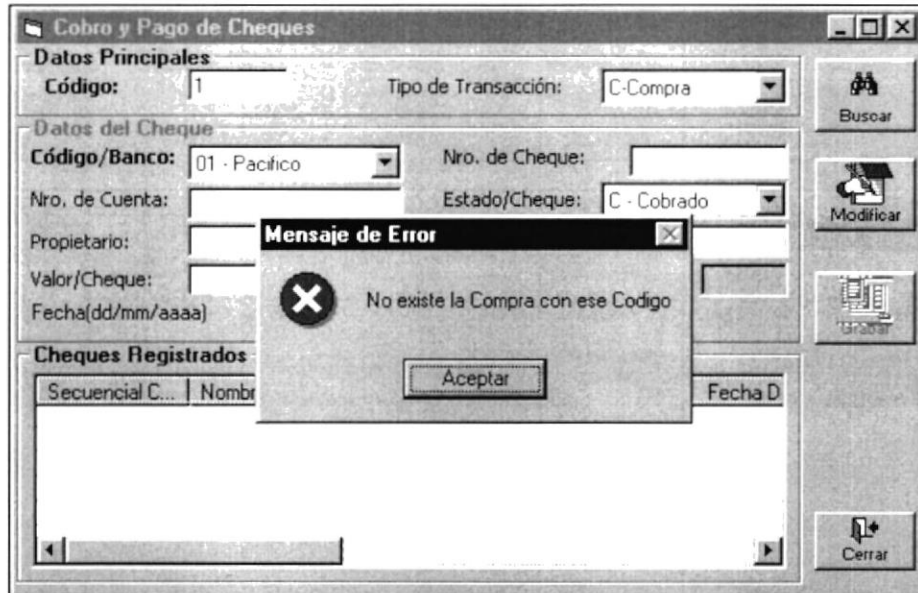 Cobro y Pago de Cheques
Datos Principales
Código: 1 Tipo de Transacción: C-Compra
Buscar
Datos del Cheque
Código/Banco: 01 - Pacifico Nro. de Cheque:
Nro. de Cuenta: Estado/Cheque: C - Cobrado
Modificar
Propietario:
Mensaje de Error
Valor/Cheque:
No existe la Compra con ese Codigo
Fecha(dd/mm/aaaa)
Grabar
Aceptar
Cheques Registrados
Secuencial C... Nombr Fecha D
Cerrar